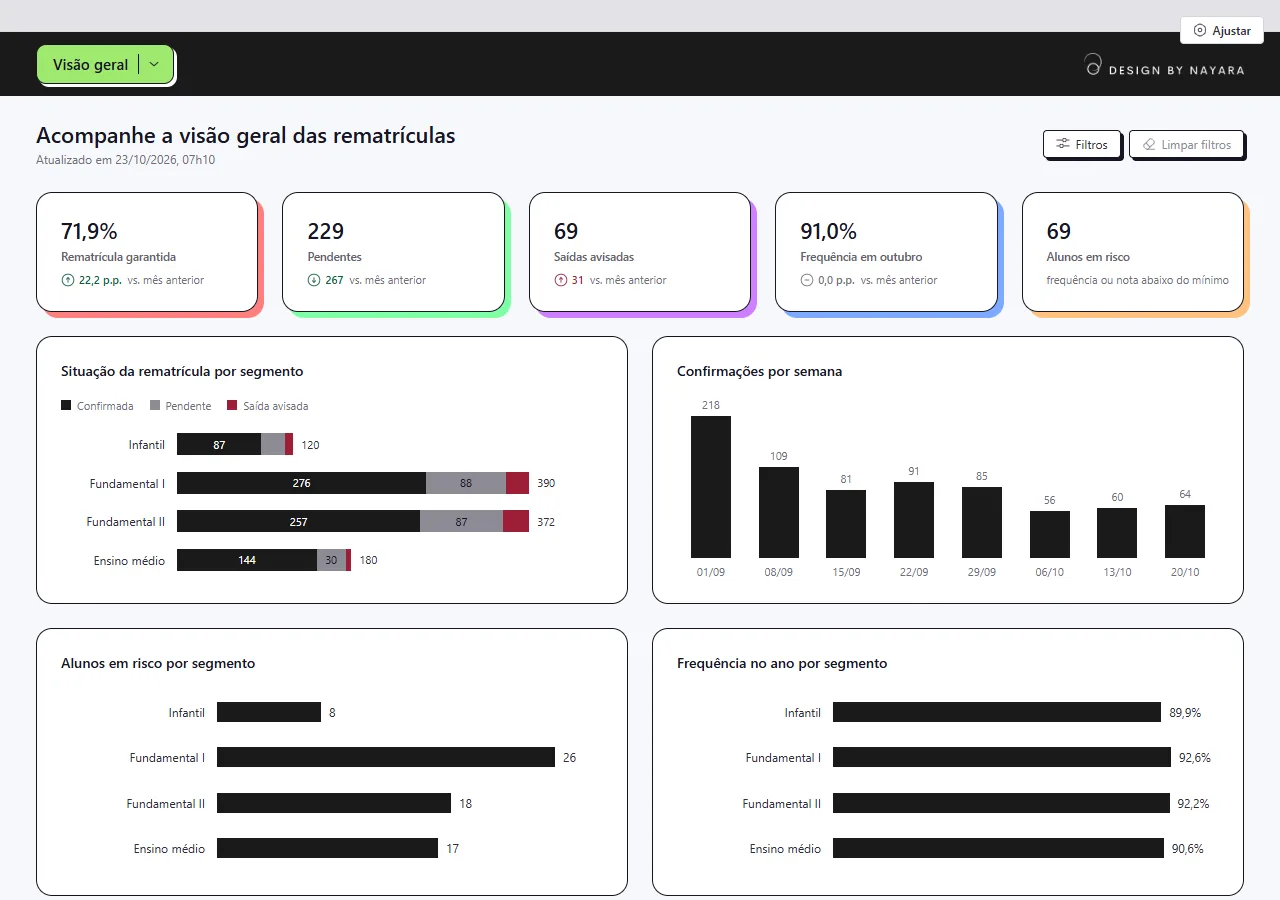 Ajustar
Visão geral
DESIGN BY NAYARA
Acompanhe a visão geral das rematrículas
Atualizado em 23/10/2026, 07h10
Filtros
Limpar filtros
71,9%
Rematrícula garantida
22,2 p.p. vs. mês anterior
229
Pendentes
267 vs. mês anterior
69
Saídas avisadas
31 vs. mês anterior
91,0%
Frequência em outubro
0,0 p.p. vs. mês anterior
69
Alunos em risco
frequência ou nota abaixo do mínimo
Situação da rematrícula por segmento
Confirmada Pendente Saída avisada
Infantil 87 120
Fundamental I 276 88 390
Fundamental II 257 87 372
Ensino médio 144 30 180
Confirmações por semana
218 109 81 91 85 56 60 64
01/09 08/09 15/09 22/09 29/09 06/10 13/10 20/10
Alunos em risco por segmento
Infantil 8
Fundamental I 26
Fundamental II 18
Ensino médio 17
Frequência no ano por segmento
Infantil 89,9%
Fundamental I 92,6%
Fundamental II 92,2%
Ensino médio 90,6%